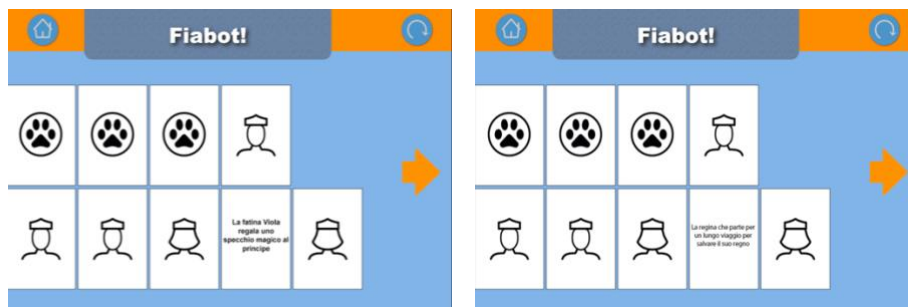 Fiabot!
La fatina Viola
regala uno
specchio magico al
principe
Fiabot!
La regina che parte per
un lungo viaggio per
salvare il suo regno